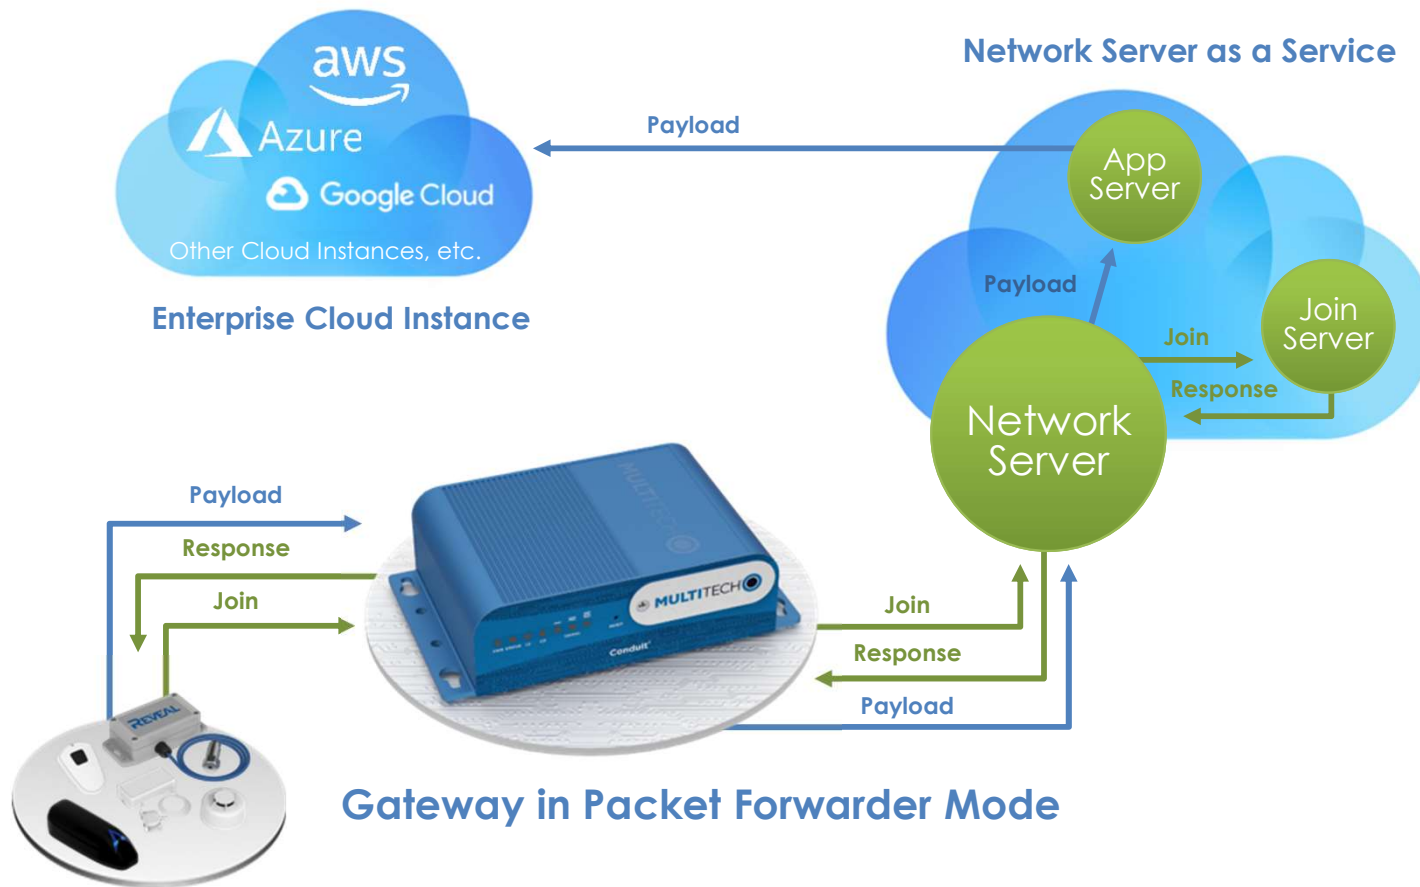 aws
Azure
Google Cloud
Other Cloud Instances, etc.
Enterprise Cloud Instance
Network Server as a Service
Payload
App
Server
Payload
Join
Server
Join
Response
Network
Server
Payload
Response
Join
MULTITECH
MULTITECH
Conduit
REVEAL
Join
Response
Payload
Gateway in Packet Forwarder Mode